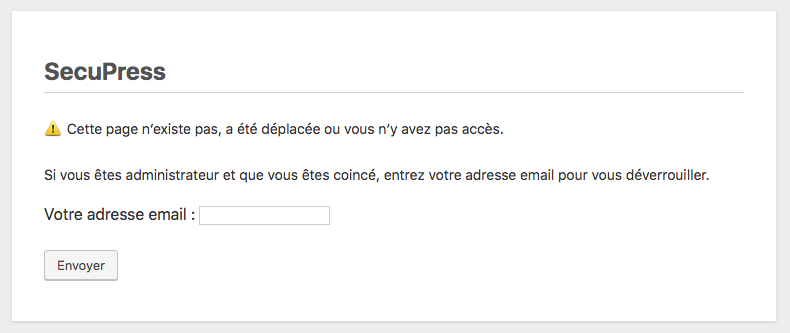 SecuPress
⚠️ Cette page n’existe pas, a été déplacée ou vous n’y avez pas accès.
Si vous êtes administrateur et que vous êtes coincé, entrez votre adresse email pour vous déverrouiller.
Votre adresse email :
Envoyer